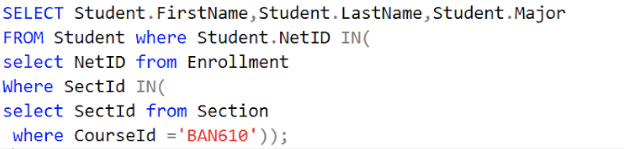 SELECT Student.FirstName,Student.LastName,Student.Major
FROM Student where Student.NetID IN(
select NetID from Enrollment
Where SectId IN(
select SectId from Section
where CourseId ='BAN610'));